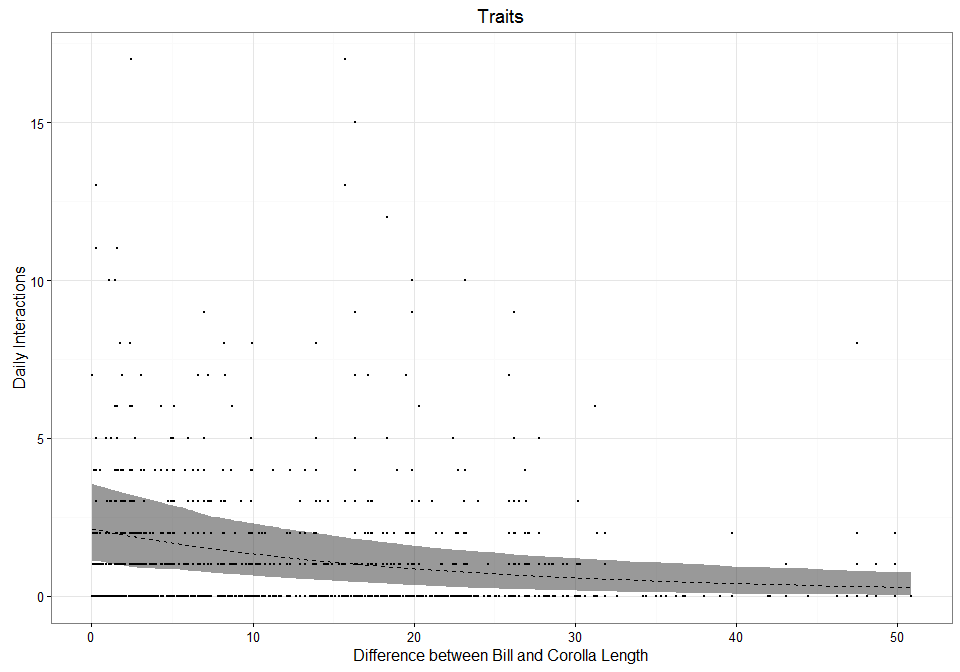 Traits
Daily Interactions
15
10
5
0
0 10 20 30 40 50
Difference between Bill and Corolla Length